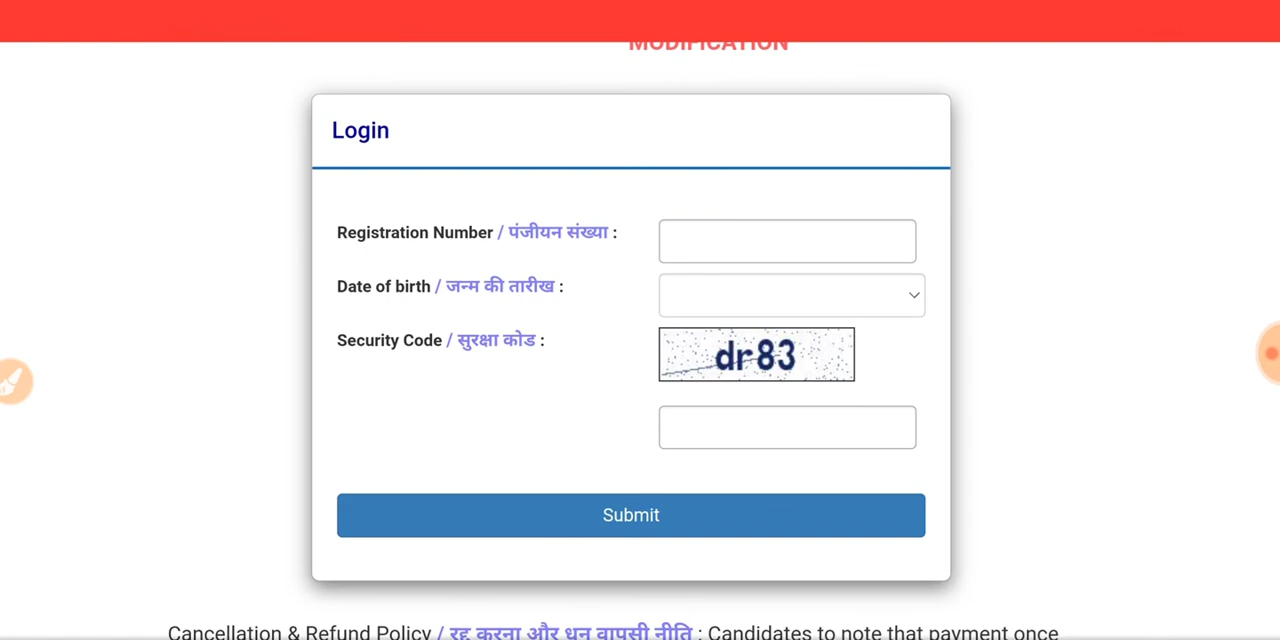 MODIFICATION
Login
Registration Number / पंजीयन संख्या :
Date of birth / जन्म की तारीख :
Security Code / सुरक्षा कोड :
dr83
Submit
Cancellation & Refund Policy / रद्द करना और धन वापसी नीति : Candidates to note that payment once